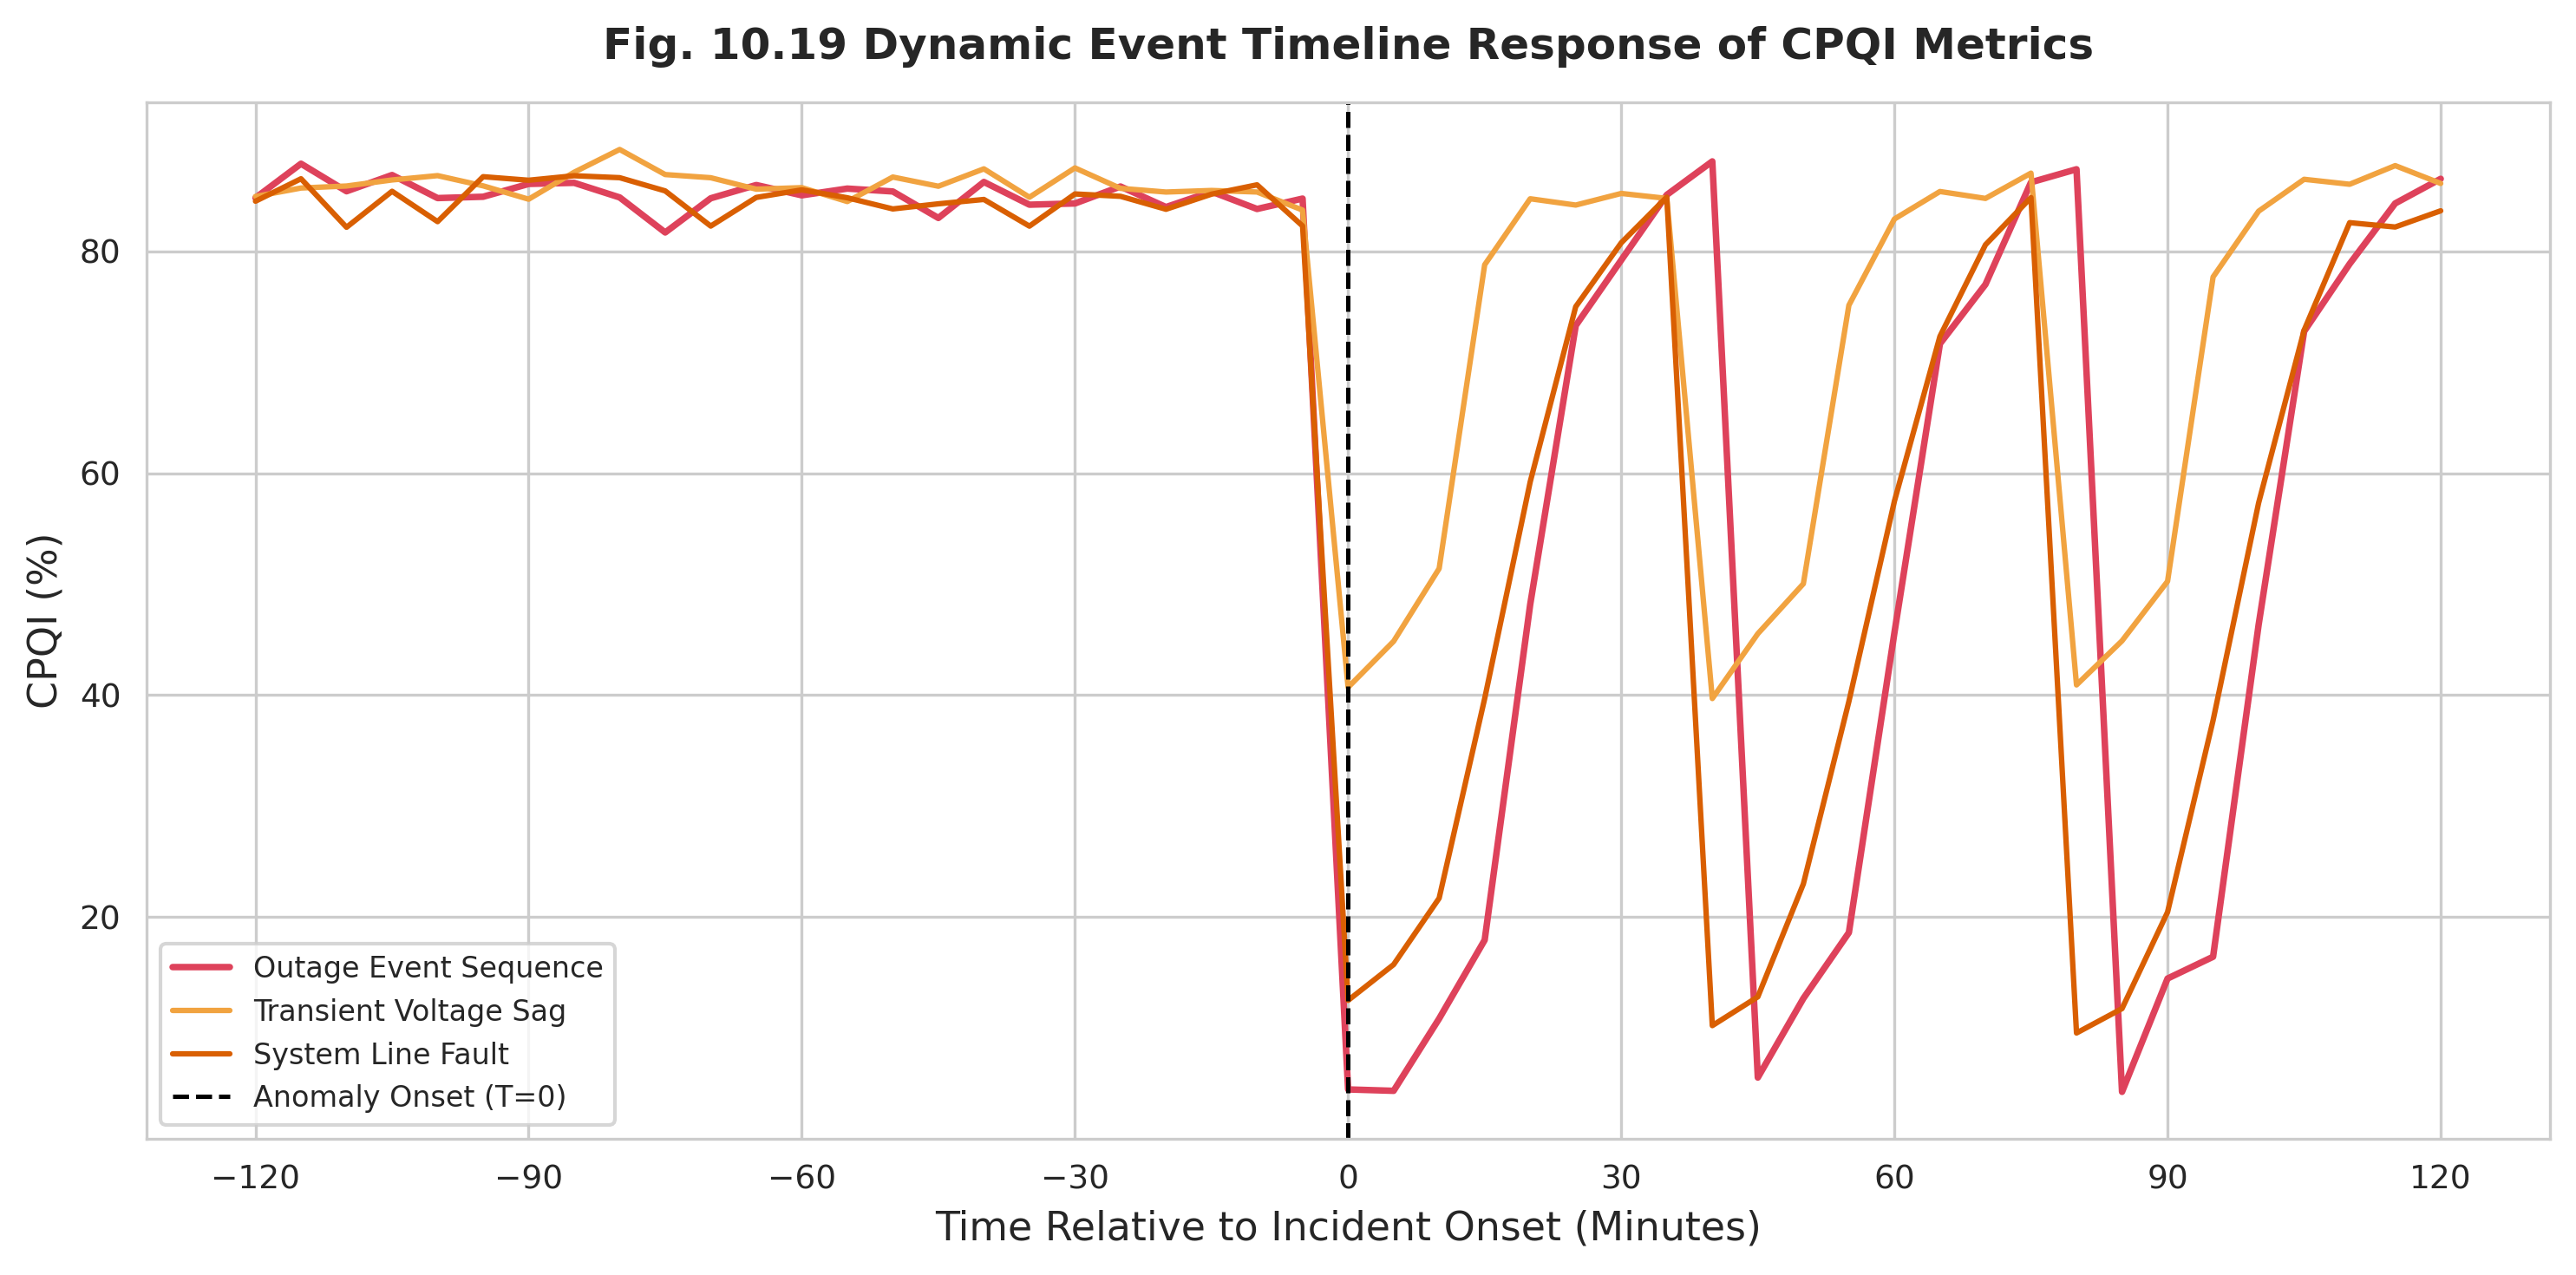 Fig. 10.19 Dynamic Event Timeline Response of CPQI Metrics
CPQI (%)
80
60
40
20
Outage Event Sequence
Transient Voltage Sag
System Line Fault
Anomaly Onset (T=0)
−120 −90 −60 −30 0 30 60 90 120
Time Relative to Incident Onset (Minutes)